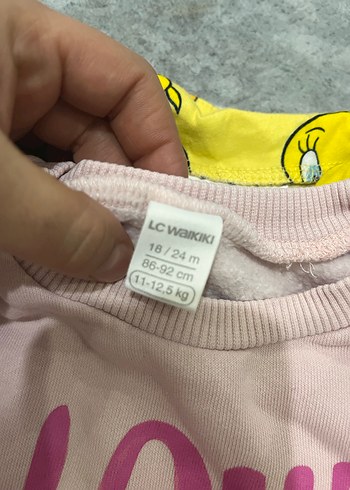 LC WAIKIKI
18 / 24 m
86-92 cm
11-12,5 kg